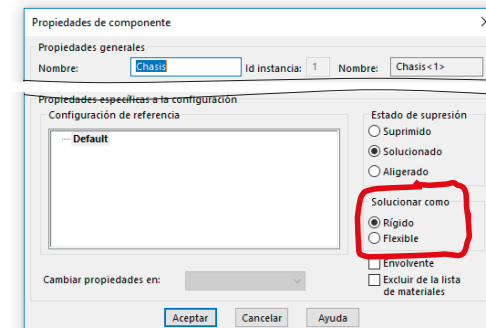 Propiedades de componente
Propiedades generales
Nombre: Chasis Id instancia: 1 Nombre: Chasis<1>
Propiedades específicas a la configuración
Configuración de referencia
Default
Estado de supresión
Suprimido
Solucionado
Aligerado
Solucionar como
Rígido
Flexible
Envolvente
Excluir de la lista
de materiales
Cambiar propiedades en:
Aceptar Cancelar Ayuda